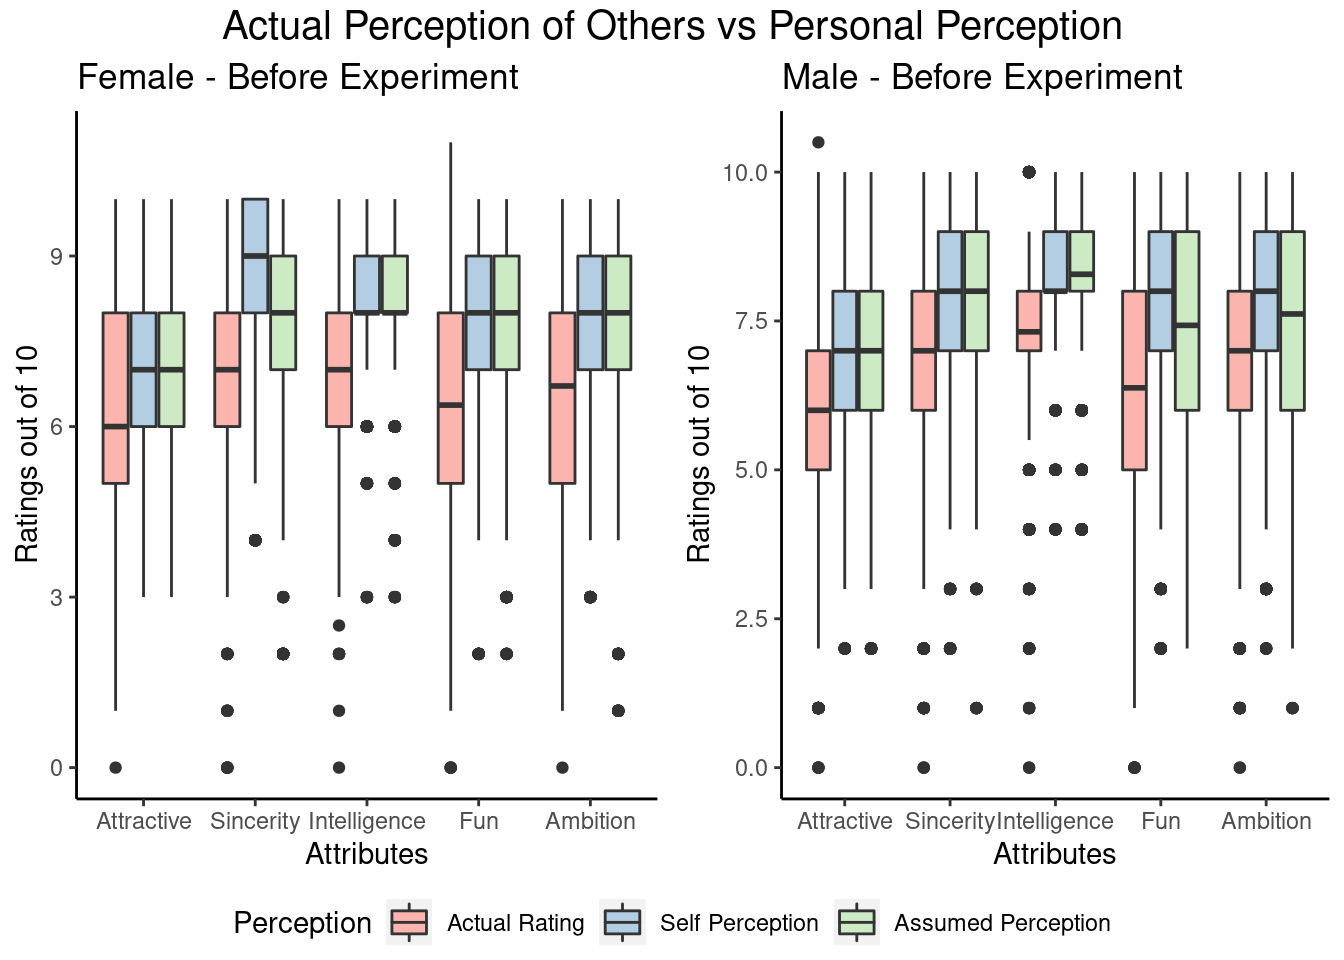 Actual Perception of Others vs Personal Perception
Female - Before Experiment
Ratings out of 10
9
6
3
0
Attractive Sincerity Intelligence Fun Ambition
Attributes
Male - Before Experiment
Ratings out of 10
10.0
7.5
5.0
2.5
0.0
Attractive Sincerity Intelligence Fun Ambition
Attributes
Perception Actual Rating Self Perception Assumed Perception